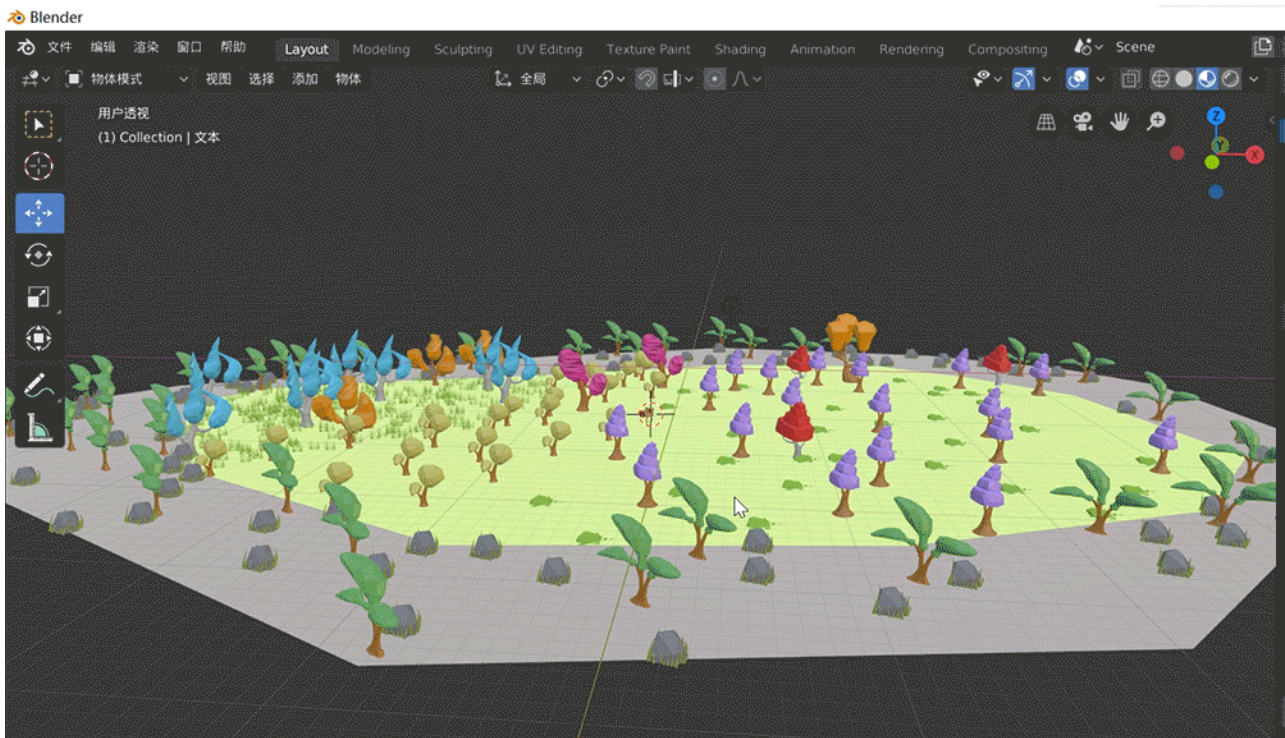 Blender
文件 编辑 渲染 窗口 帮助 Layout Modeling Sculpting UV Editing Texture Paint Shading Animation Rendering Compositing Scene
物体模式 视图 选择 添加 物体 全局
用户透视
(1) Collection | 文本
Z
Y
X